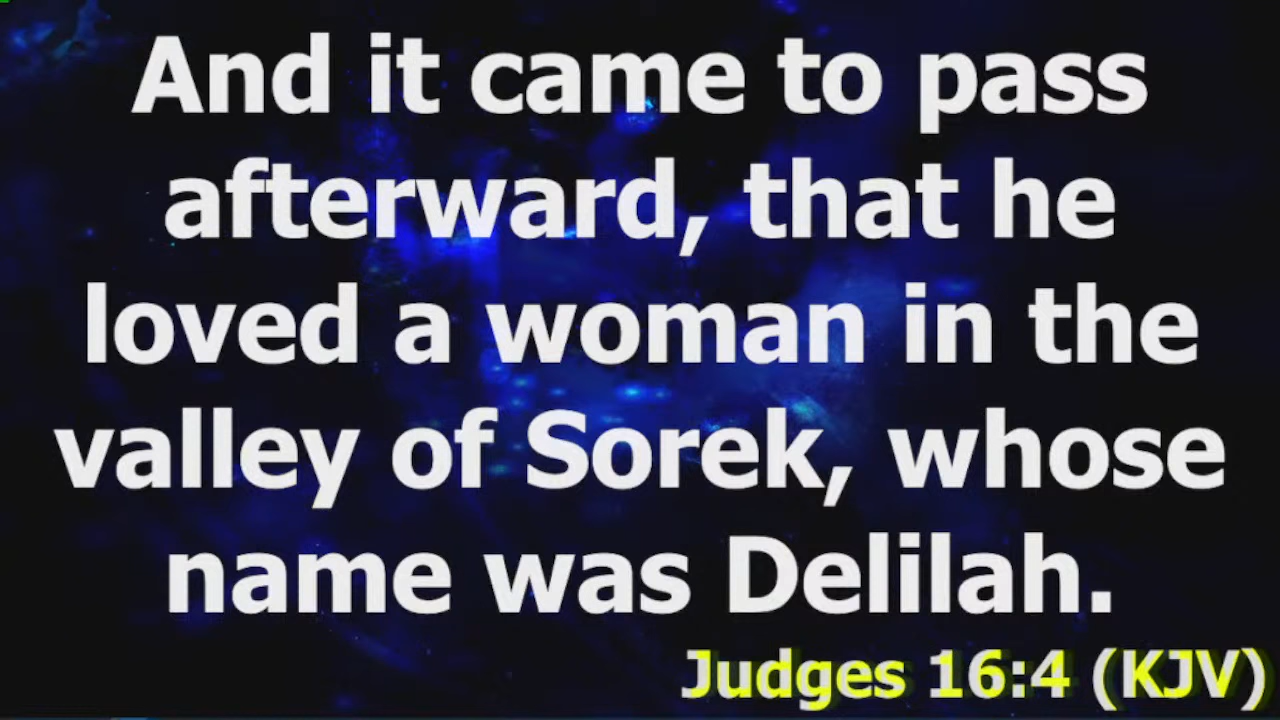 And it came to pass
afterward, that he
loved a woman in the
valley of Sorek, whose
name was Delilah.
Judges 16:4 (KJV)